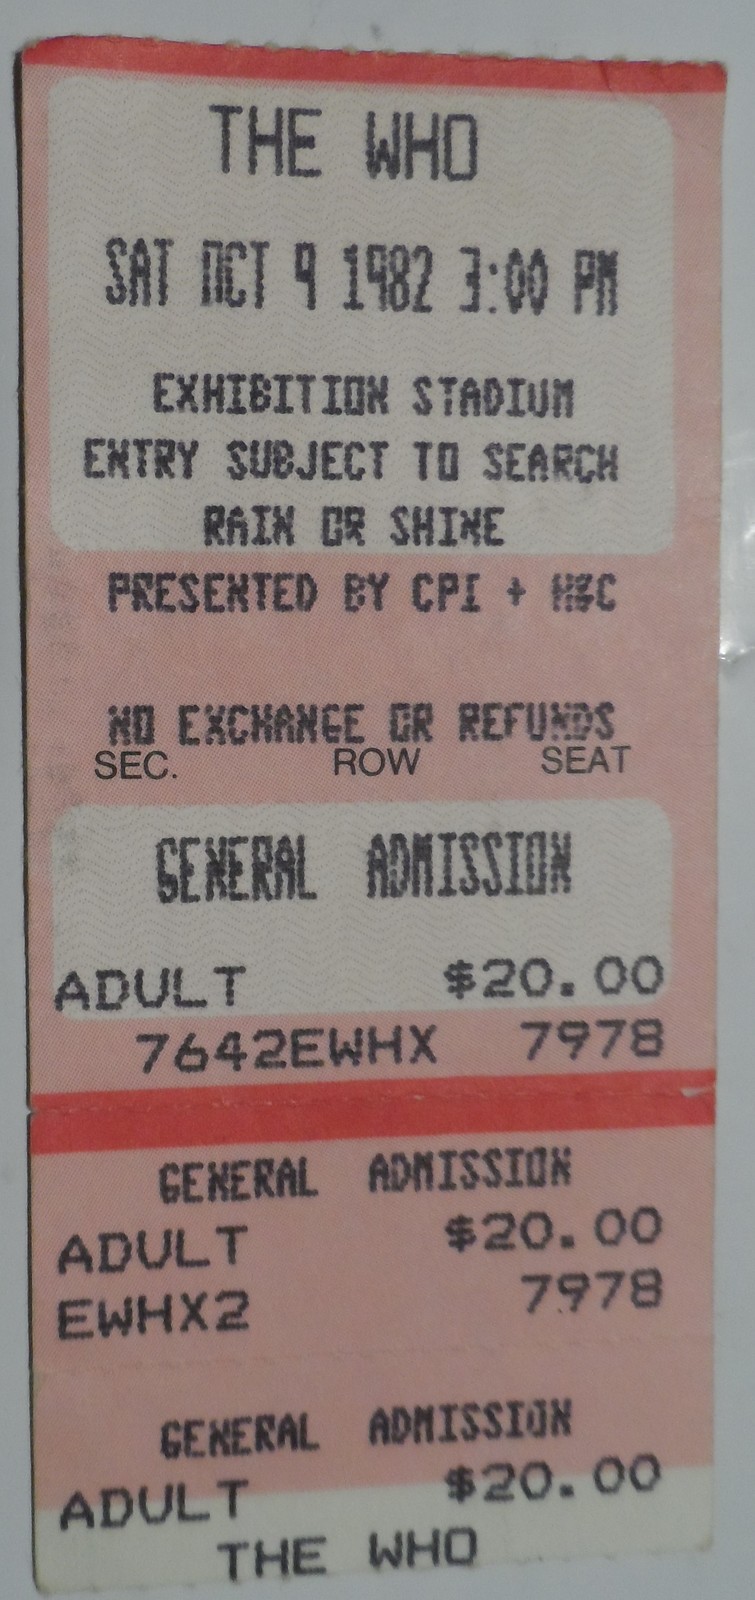 THE WHO
SAT OCT 9 1982 3:00 PM
EXHIBITION STADIUM
ENTRY SUBJECT TO SEARCH
RAIN OR SHINE
PRESENTED BY CPI +
NO EXCHANGE OR REFUNDS
SEC. ROW SEAT
GENERAL ADMISSION
ADULT $20.00
7642EWHX 7978
GENERAL ADMISSION
ADULT $20.00
EWHX2 7978
GENERAL ADMISSION
ADULT $20.00
THE WHO